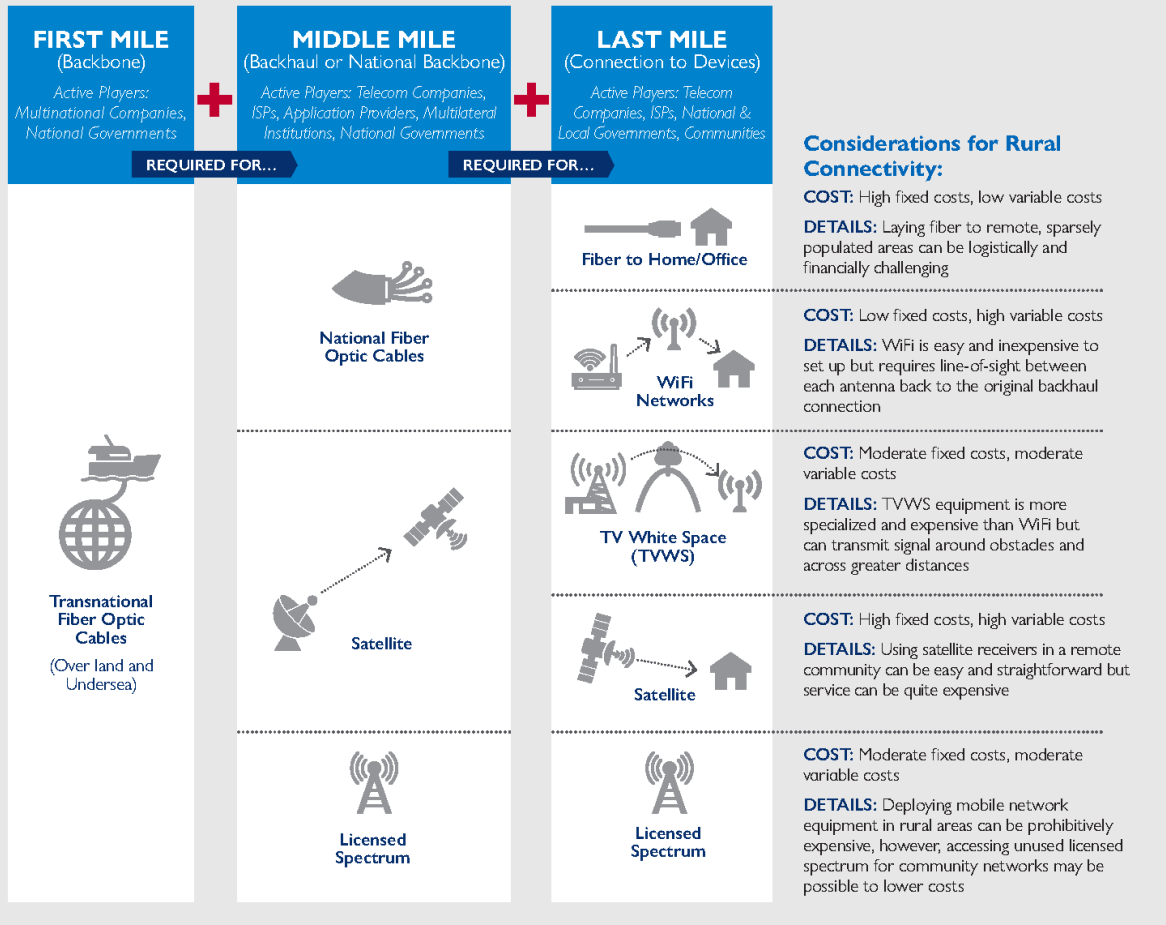 FIRST MILE
(Backbone)
Active Players:
Multinational Companies,
National Governments
MIDDLE MILE
(Backhaul or National Backbone)
Active Players: Telecom Companies,
ISPs, Application Providers, Multilateral
Institutions, National Governments
LAST MILE
(Connection to Devices)
Active Players: Telecom
Companies, ISPs, National &
Local Governments, Communities
REQUIRED FOR...
REQUIRED FOR...
Transnational
Fiber Optic
Cables
(Over land and
Undersea)
National Fiber
Optic Cables
Satellite
Licensed
Spectrum
Fiber to Home/Office
WiFi
Networks
TV White Space
(TVWS)
Satellite
Licensed
Spectrum
Considerations for Rural
Connectivity:
COST: High fixed costs, low variable costs
DETAILS: Laying fiber to remote, sparsely
populated areas can be logistically and
financially challenging
COST: Low fixed costs, high variable costs
DETAILS: WiFi is easy and inexpensive to
set up but requires line-of-sight between
each antenna back to the original backhaul
connection
COST: Moderate fixed costs, moderate
variable costs
DETAILS: TVWS equipment is more
specialized and expensive than WiFi but
can transmit signal around obstacles and
across greater distances
COST: High fixed costs, high variable costs
DETAILS: Using satellite receivers in a remote
community can be easy and straightforward but
service can be quite expensive
COST: Moderate fixed costs, moderate
variable costs
DETAILS: Deploying mobile network
equipment in rural areas can be prohibitively
expensive, however, accessing unused licensed
spectrum for community networks may be
possible to lower costs